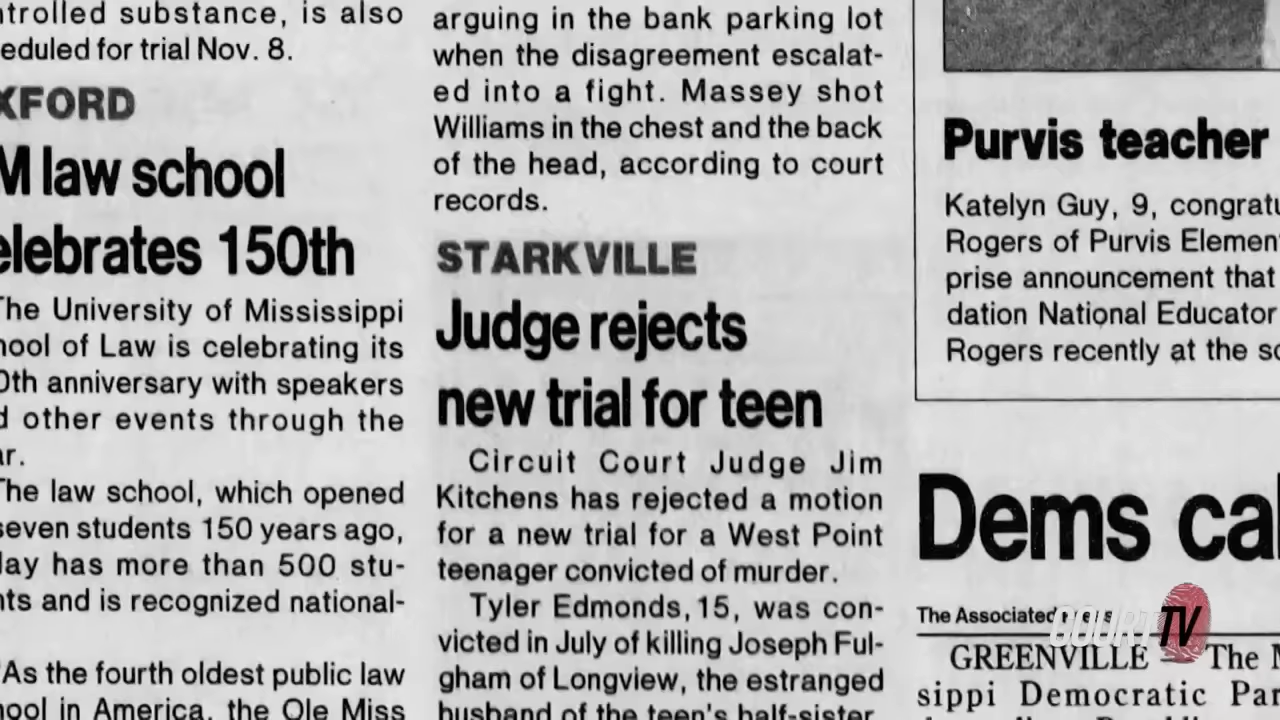 ntrolled substance, is also
eduled for trial Nov. 8.
XFORD
M law school
elebrates 150th
The University of Mississippi
hool of Law is celebrating its
0th anniversary with speakers
d other events through the
ar.
The law school, which opened
seven students 150 years ago,
day has more than 500 stu-
nts and is recognized national-
"As the fourth oldest public law
hool in America, the Ole Miss
arguing in the bank parking lot
when the disagreement escalat-
ed into a fight. Massey shot
Williams in the chest and the back
of the head, according to court
records.
STARKVILLE
Judge rejects
new trial for teen
Circuit Court Judge Jim
Kitchens has rejected a motion
for a new trial for a West Point
teenager convicted of murder.
Tyler Edmonds, 15, was con-
victed in July of killing Joseph Ful-
gham of Longview, the estranged
husband of the teen's half-sister.
Purvis teacher
Katelyn Guy, 9, congratu
Rogers of Purvis Elemen
prise announcement that
dation National Educator
Rogers recently at the sc
Dems cal
The Associated Press
GREENVILLE — The M
sippi Democratic Par
COURT TV